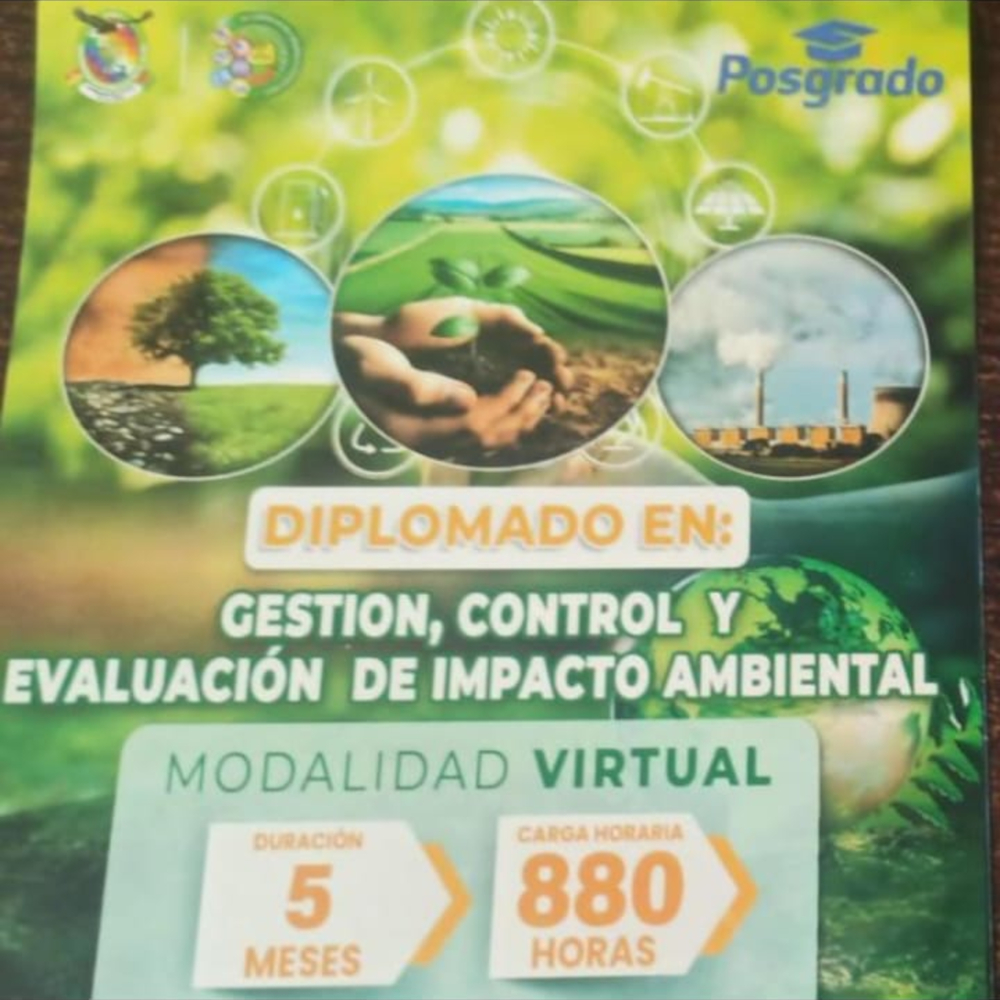 Posgrado
DIPLOMADO EN:
GESTION, CONTROL Y
EVALUACIÓN DE IMPACTO AMBIENTAL
MODALIDAD VIRTUAL
DURACIÓN
5
MESES
CARGA HORARIA
880
HORAS